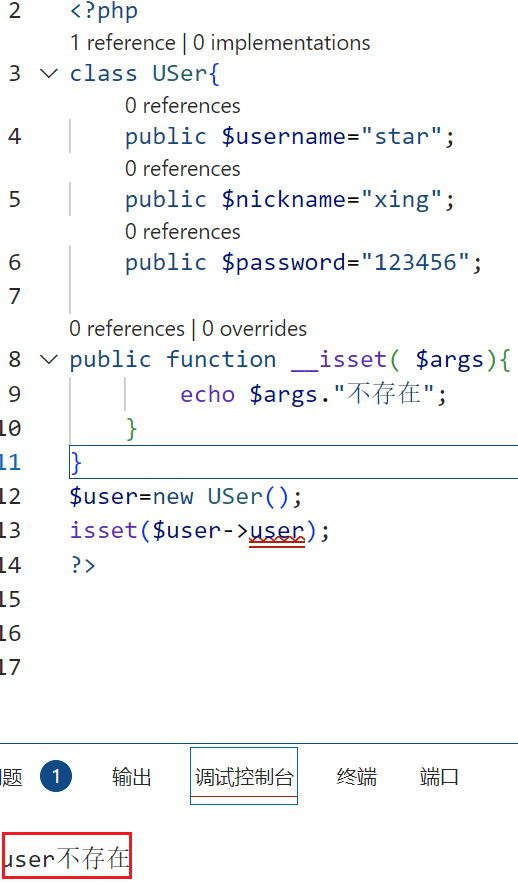 2 <?php
1 reference | 0 implementations
3 class USer{
0 references
4 public $username="star";
0 references
5 public $nickname="xing";
0 references
6 public $password="123456";
7
0 references | 0 overrides
8 public function __isset( $args){
9 echo $args."不存在";
10 }
11 }
12 $user=new USer();
13 isset($user->user);
14 ?>
15
16
17
题 1 输出 调试控制台 终端 端口
user不存在